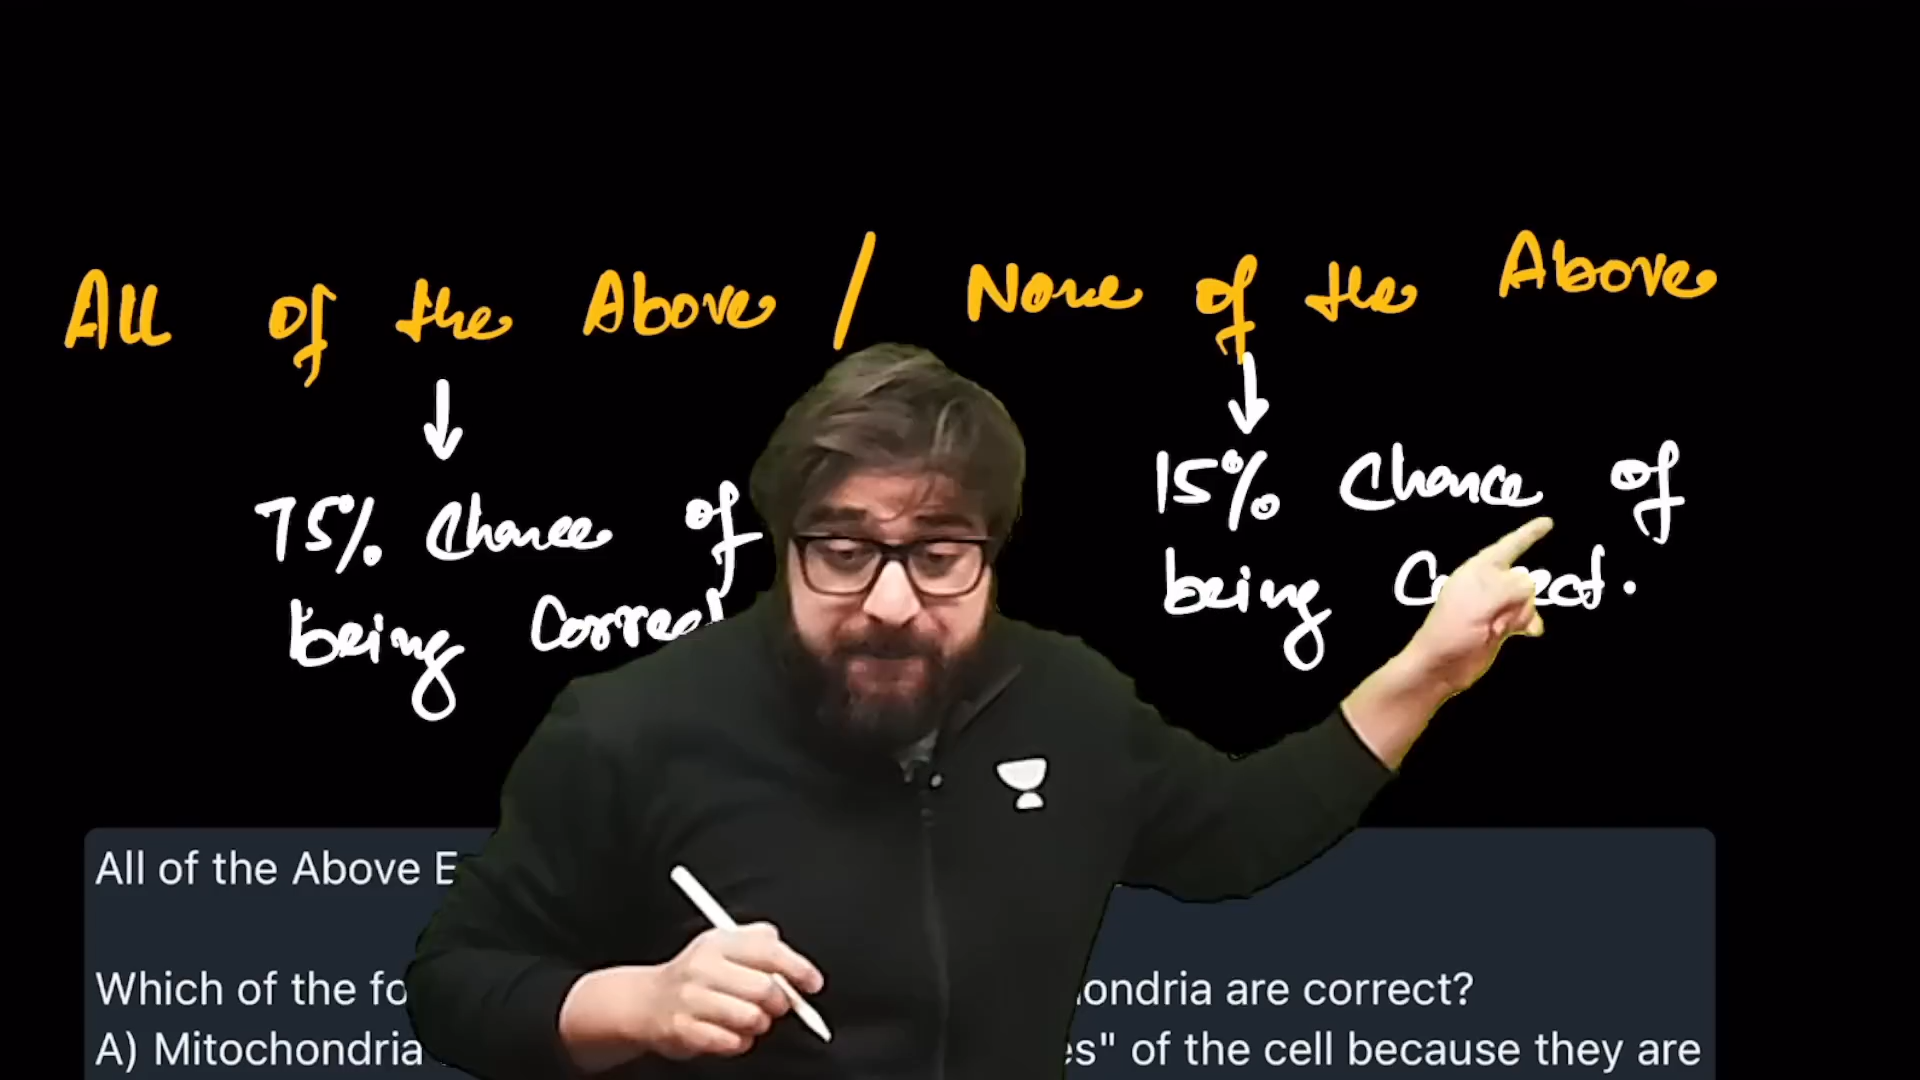 All of the Above / None of the Above
75% Chance of
being Correct
15% Chance of
being Correct.
All of the Above E
Which of the fo ondria are correct?
A) Mitochondria es" of the cell because they are